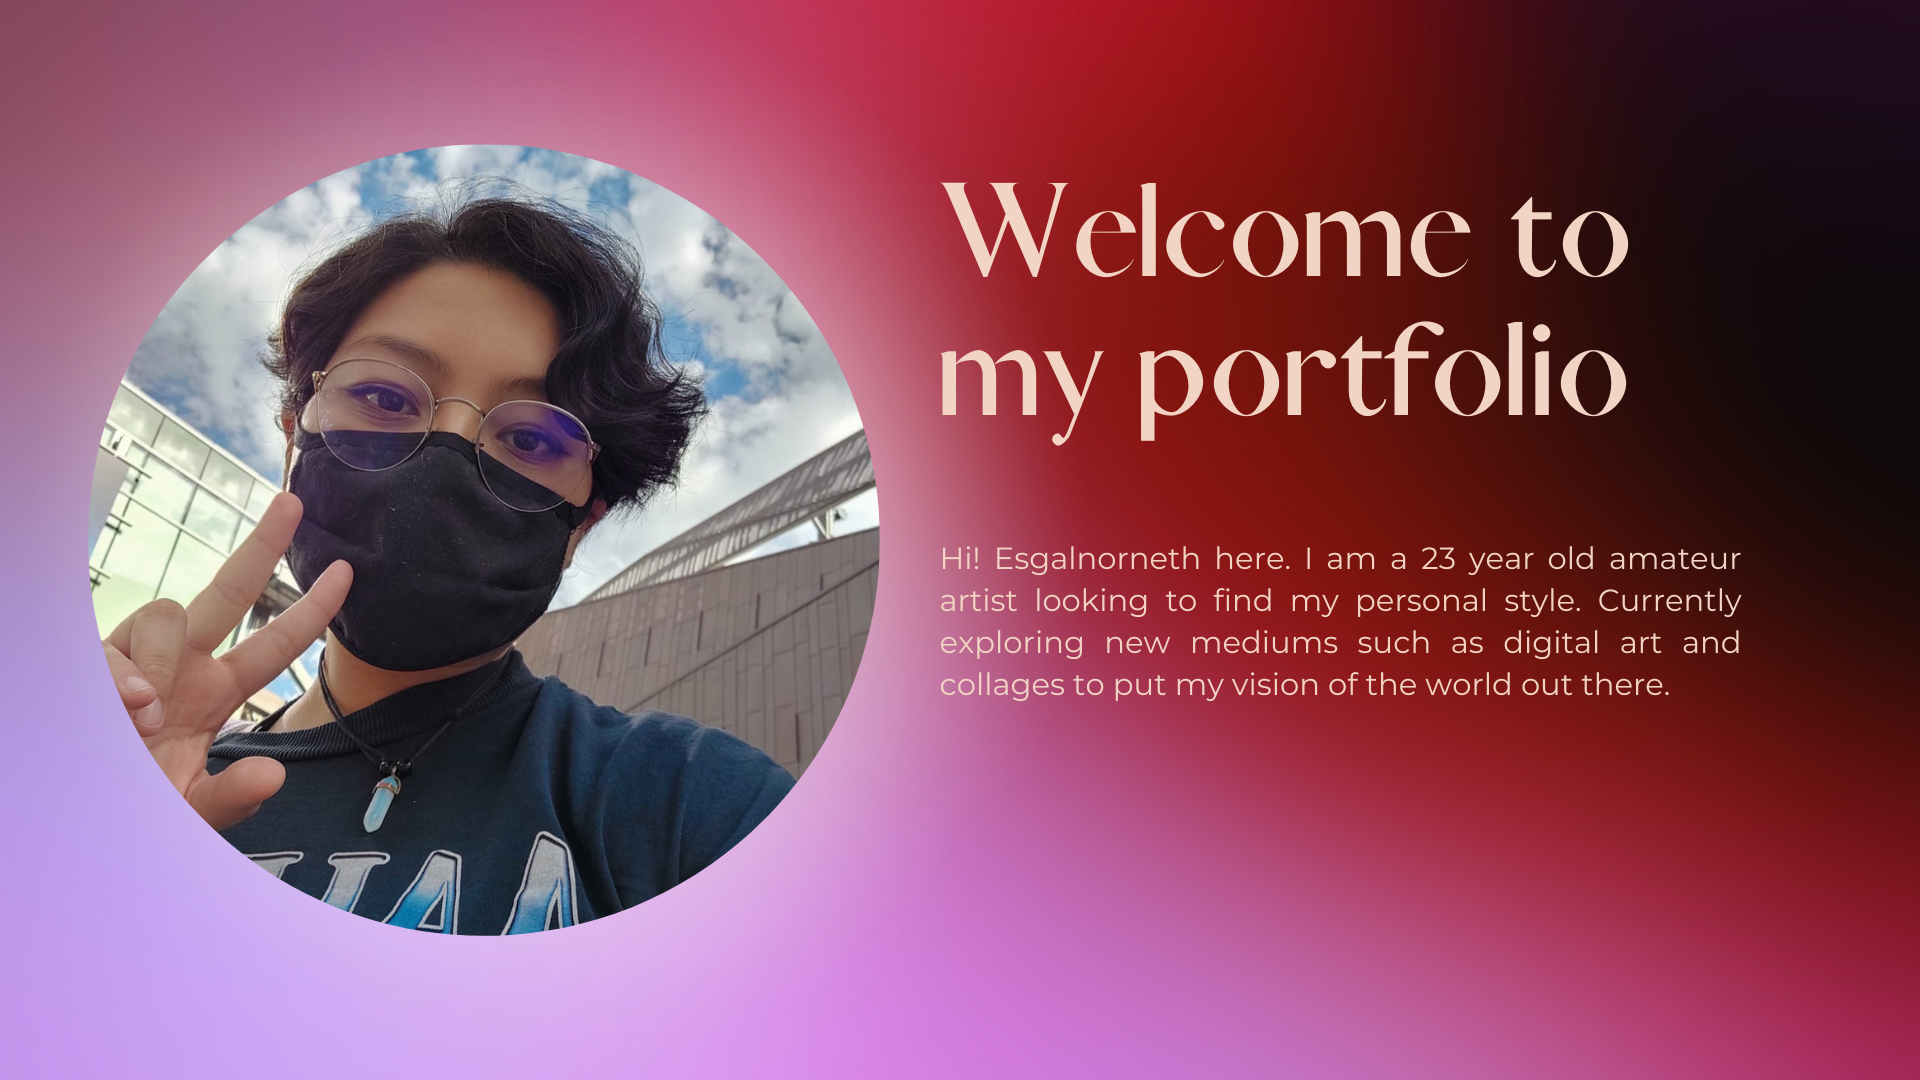 Welcome to
my portfolio
Hi! Esgalnorneth here. I am a 23 year old amateur
artist looking to find my personal style. Currently
exploring new mediums such as digital art and
collages to put my vision of the world out there.